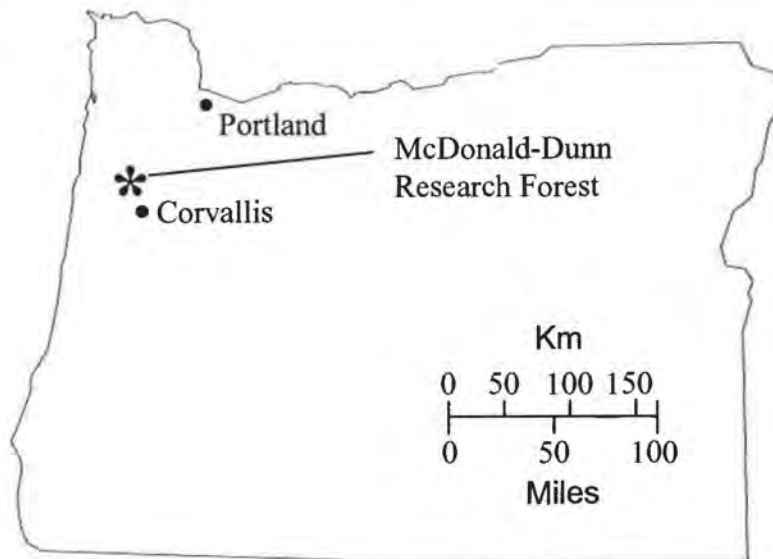 Portland
McDonald-Dunn
Research Forest
Corvallis
Km
0 50 100 150
0 50 100
Miles